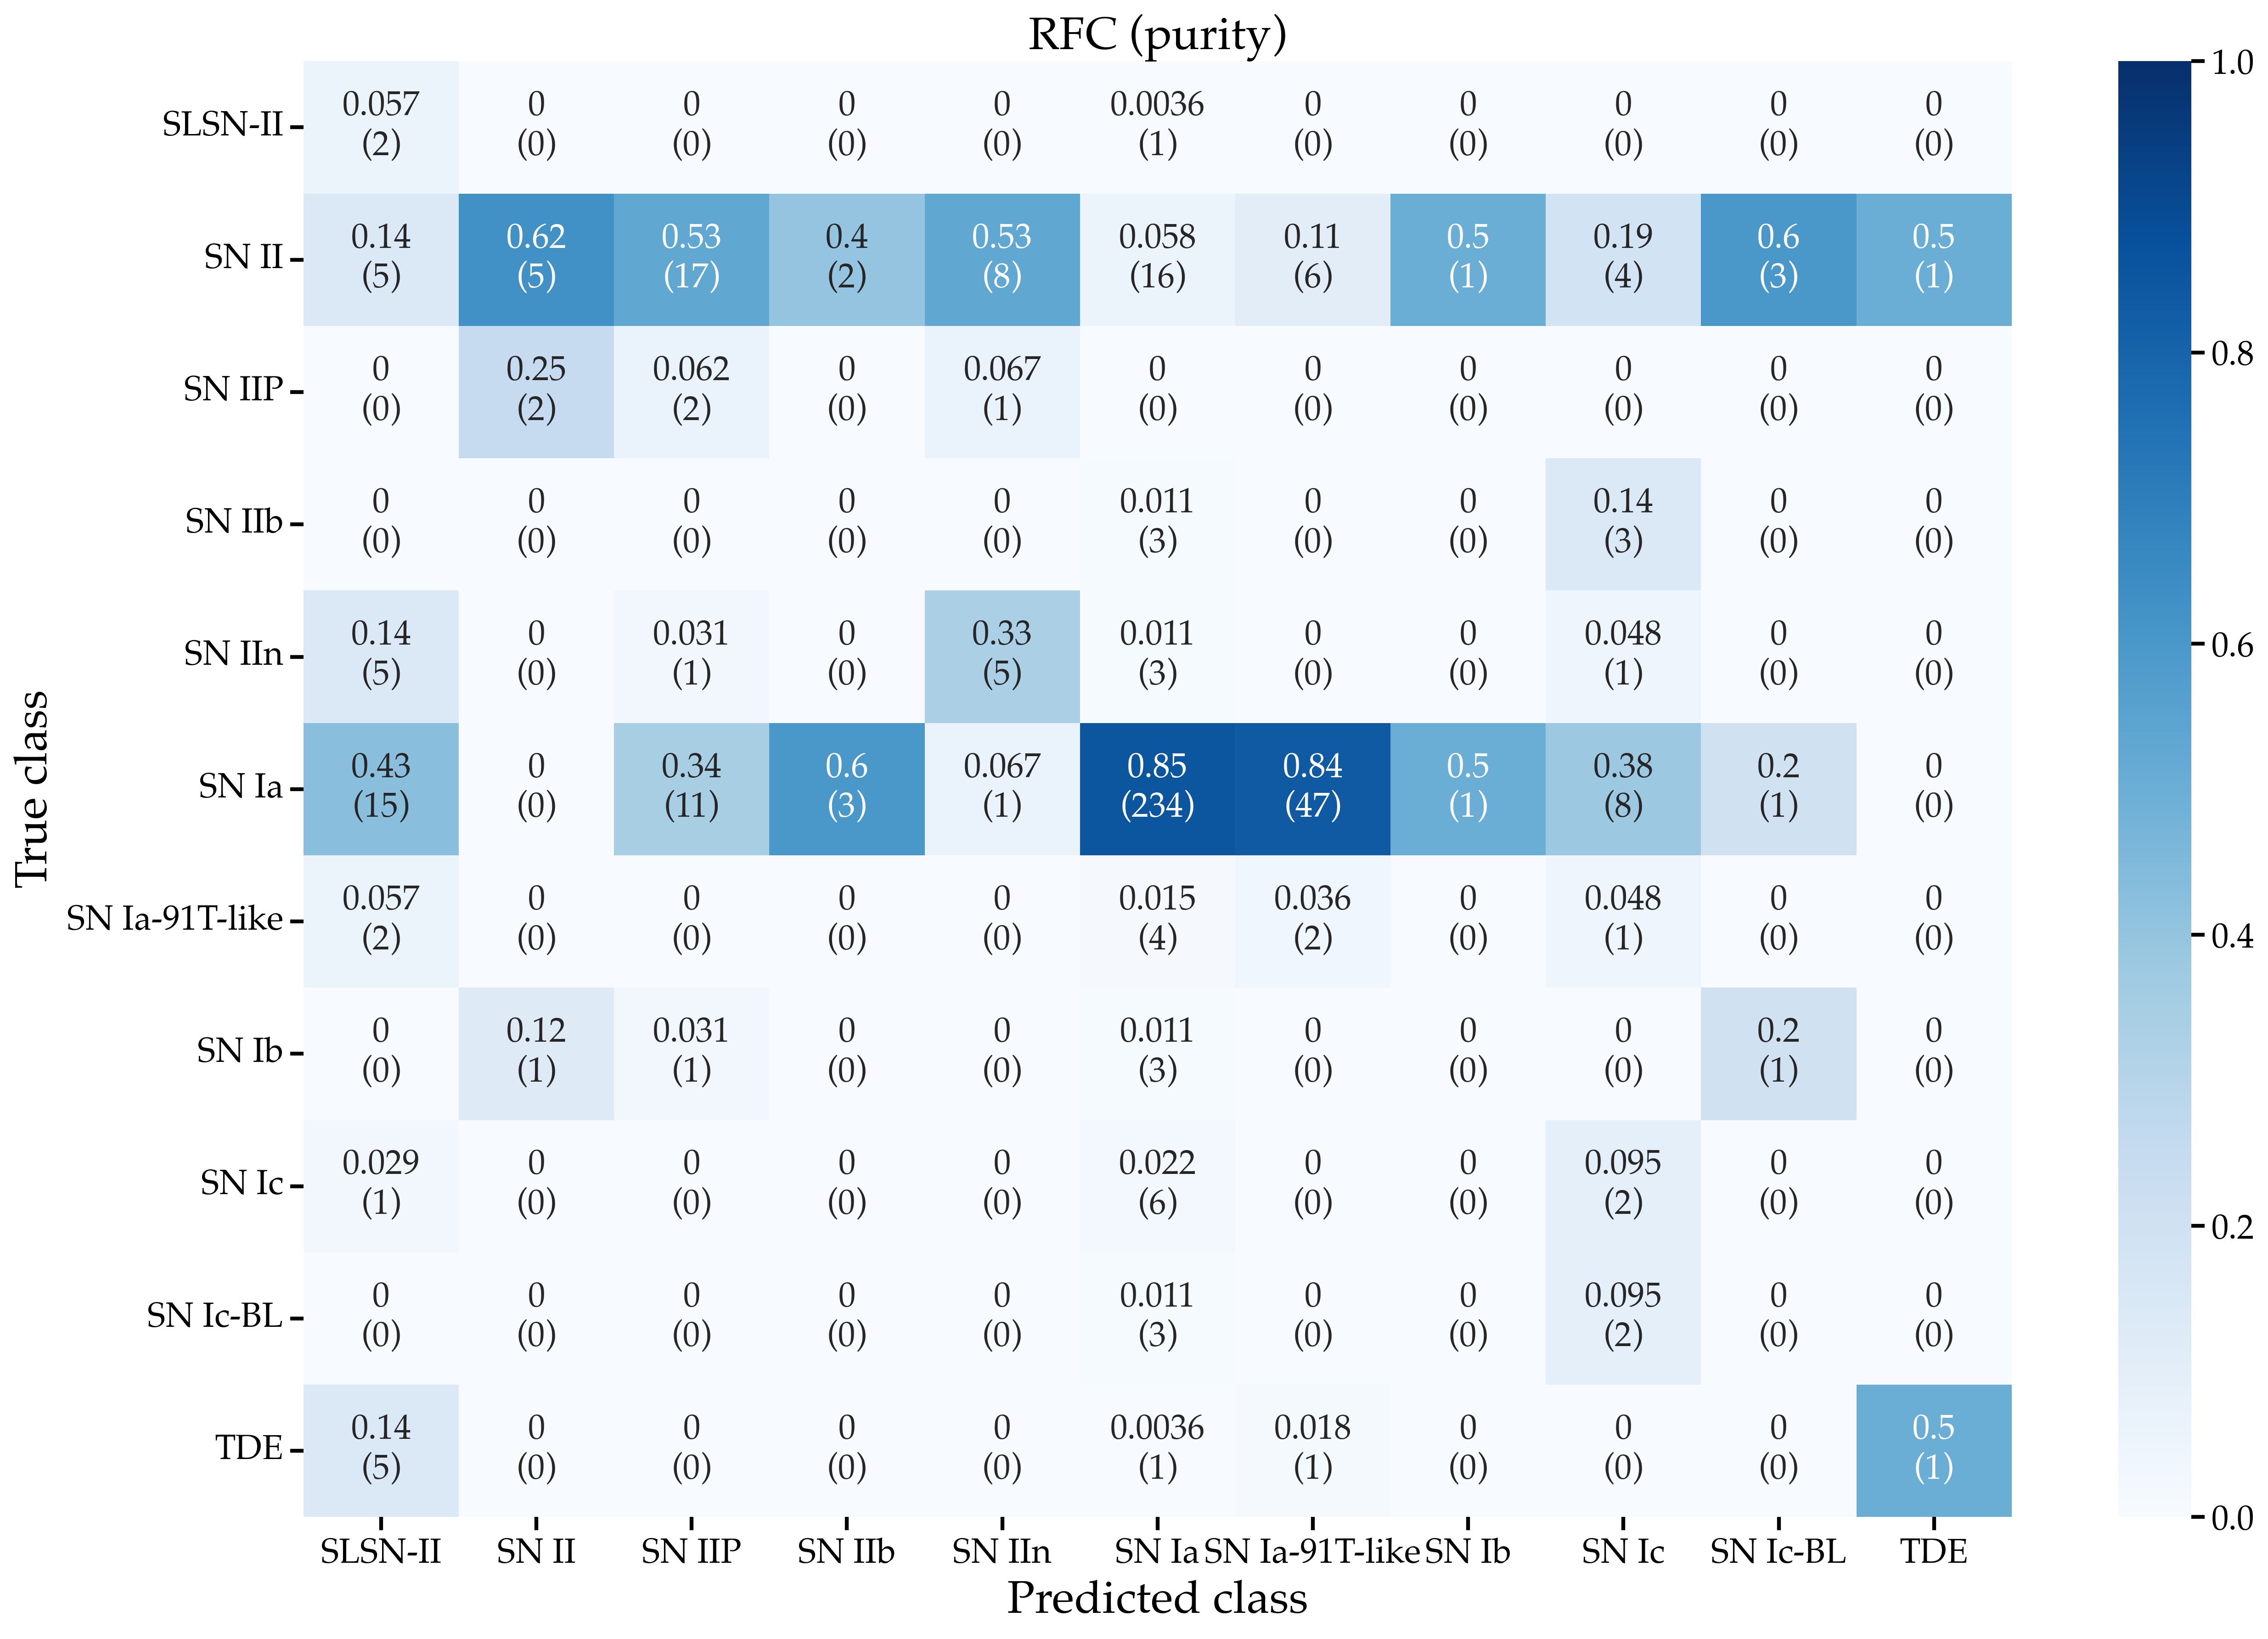 RFC (purity)
SLSN-II 0.057 0 0 0 0 0.0036 0 0 0 0 0
(2) (0) (0) (0) (0) (1) (0) (0) (0) (0) (0)
SN II 0.14 0.62 0.53 0.4 0.53 0.058 0.11 0.5 0.19 0.6 0.5
(5) (5) (17) (2) (8) (16) (6) (1) (4) (3) (1)
SN IIP 0 0.25 0.062 0 0.067 0 0 0 0 0 0
(0) (2) (2) (0) (1) (0) (0) (0) (0) (0) (0)
SN IIb 0 0 0 0 0 0.011 0 0 0.14 0 0
(0) (0) (0) (0) (0) (3) (0) (0) (3) (0) (0)
SN IIn 0.14 0 0.031 0 0.33 0.011 0 0 0.048 0 0
(5) (0) (1) (0) (5) (3) (0) (0) (1) (0) (0)
SN Ia 0.43 0 0.34 0.6 0.067 0.85 0.84 0.5 0.38 0.2 0
(15) (0) (11) (3) (1) (234) (47) (1) (8) (1) (0)
SN Ia-91T-like 0.057 0 0 0 0 0.015 0.036 0 0.048 0 0
(2) (0) (0) (0) (0) (4) (2) (0) (1) (0) (0)
SN Ib 0 0.12 0.031 0 0 0.011 0 0 0 0.2 0
(0) (1) (1) (0) (0) (3) (0) (0) (0) (1) (0)
SN Ic 0.029 0 0 0 0 0.022 0 0 0.095 0 0
(1) (0) (0) (0) (0) (6) (0) (0) (2) (0) (0)
SN Ic-BL 0 0 0 0 0 0.011 0 0 0.095 0 0
(0) (0) (0) (0) (0) (3) (0) (0) (2) (0) (0)
TDE 0.14 0 0 0 0 0.0036 0.018 0 0 0 0.5
(5) (0) (0) (0) (0) (1) (1) (0) (0) (0) (1)
SLSN-II SN II SN IIP SN IIb SN IIn SN Ia SN Ia-91T-like SN Ib SN Ic SN Ic-BL TDE
Predicted class
True class
1.0
0.8
0.6
0.4
0.2
0.0